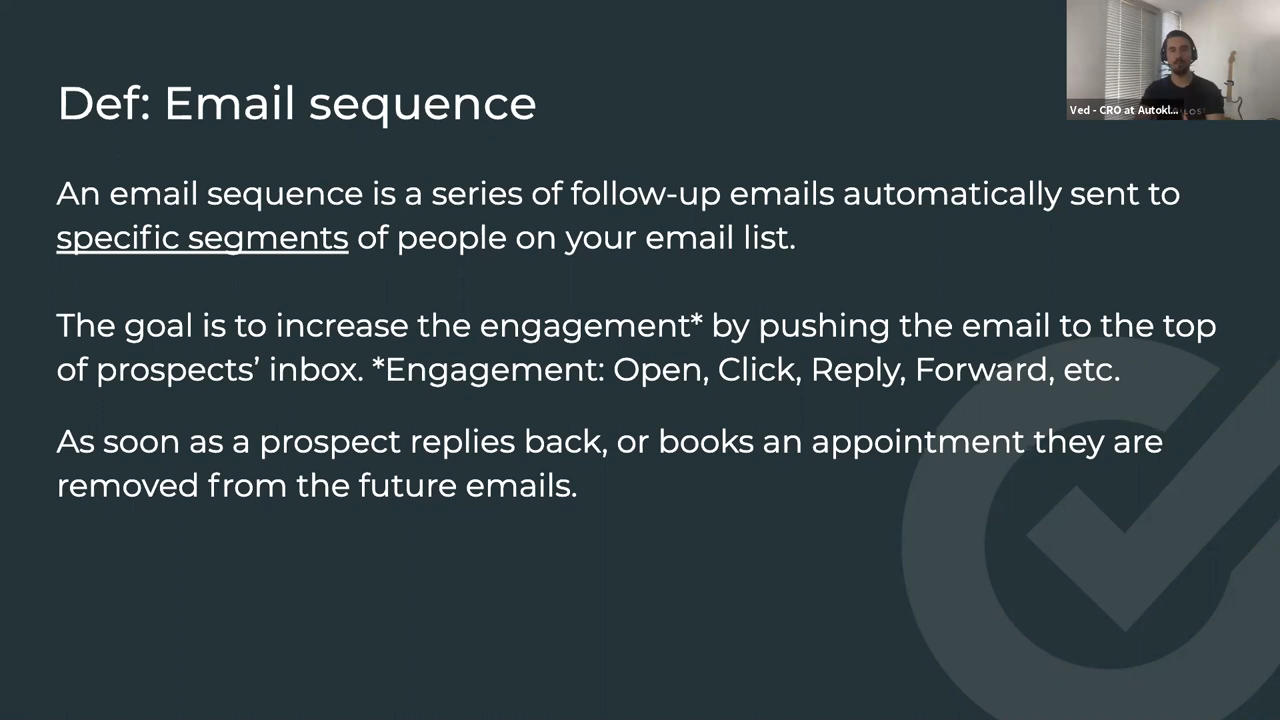 Def: Email sequence
An email sequence is a series of follow-up emails automatically sent to
specific segments of people on your email list.
The goal is to increase the engagement* by pushing the email to the top
of prospects’ inbox. *Engagement: Open, Click, Reply, Forward, etc.
As soon as a prospect replies back, or books an appointment they are
removed from the future emails.
Ved - CRO at Autokl...